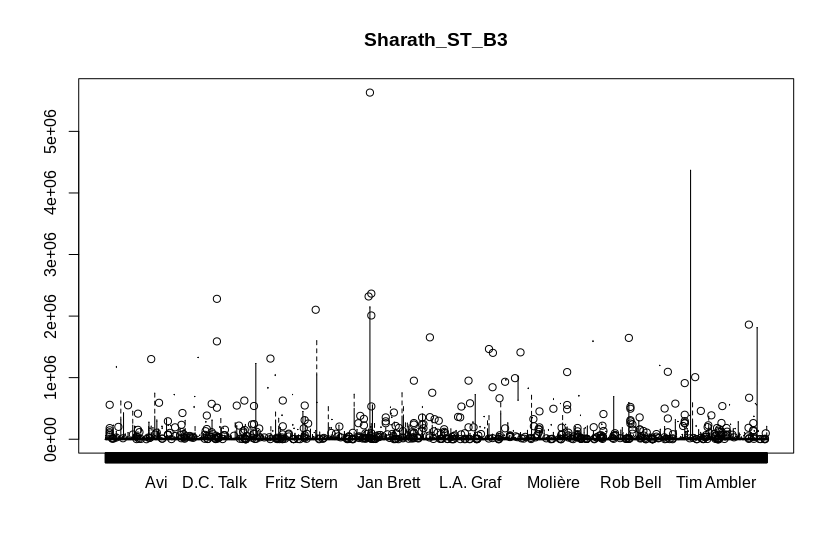 Sharath_ST_B3
5e+06
4e+06
3e+06
2e+06
1e+06
0e+00
Avi D.C. Talk Fritz Stern Jan Brett L.A. Graf Molière Rob Bell Tim Ambler